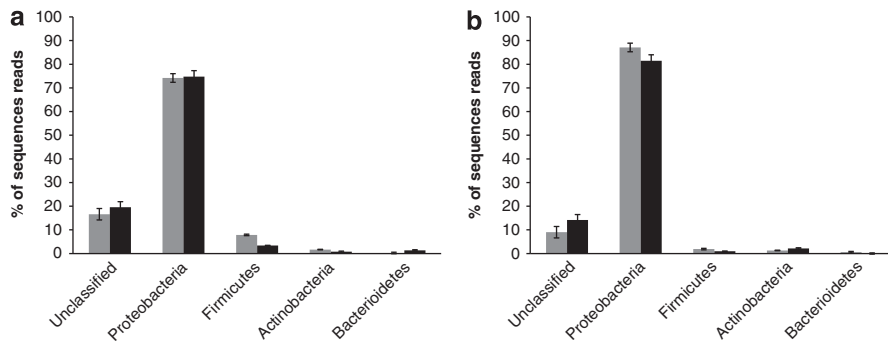 a
% of sequences reads
100
90
80
70
60
50
40
30
20
10
0
Unclassified
Proteobacteria
Firmicutes
Actinobacteria
Bacterioidetes
b
% of sequences reads
100
90
80
70
60
50
40
30
20
10
0
Unclassified
Proteobacteria
Firmicutes
Actinobacteria
Bacterioidetes